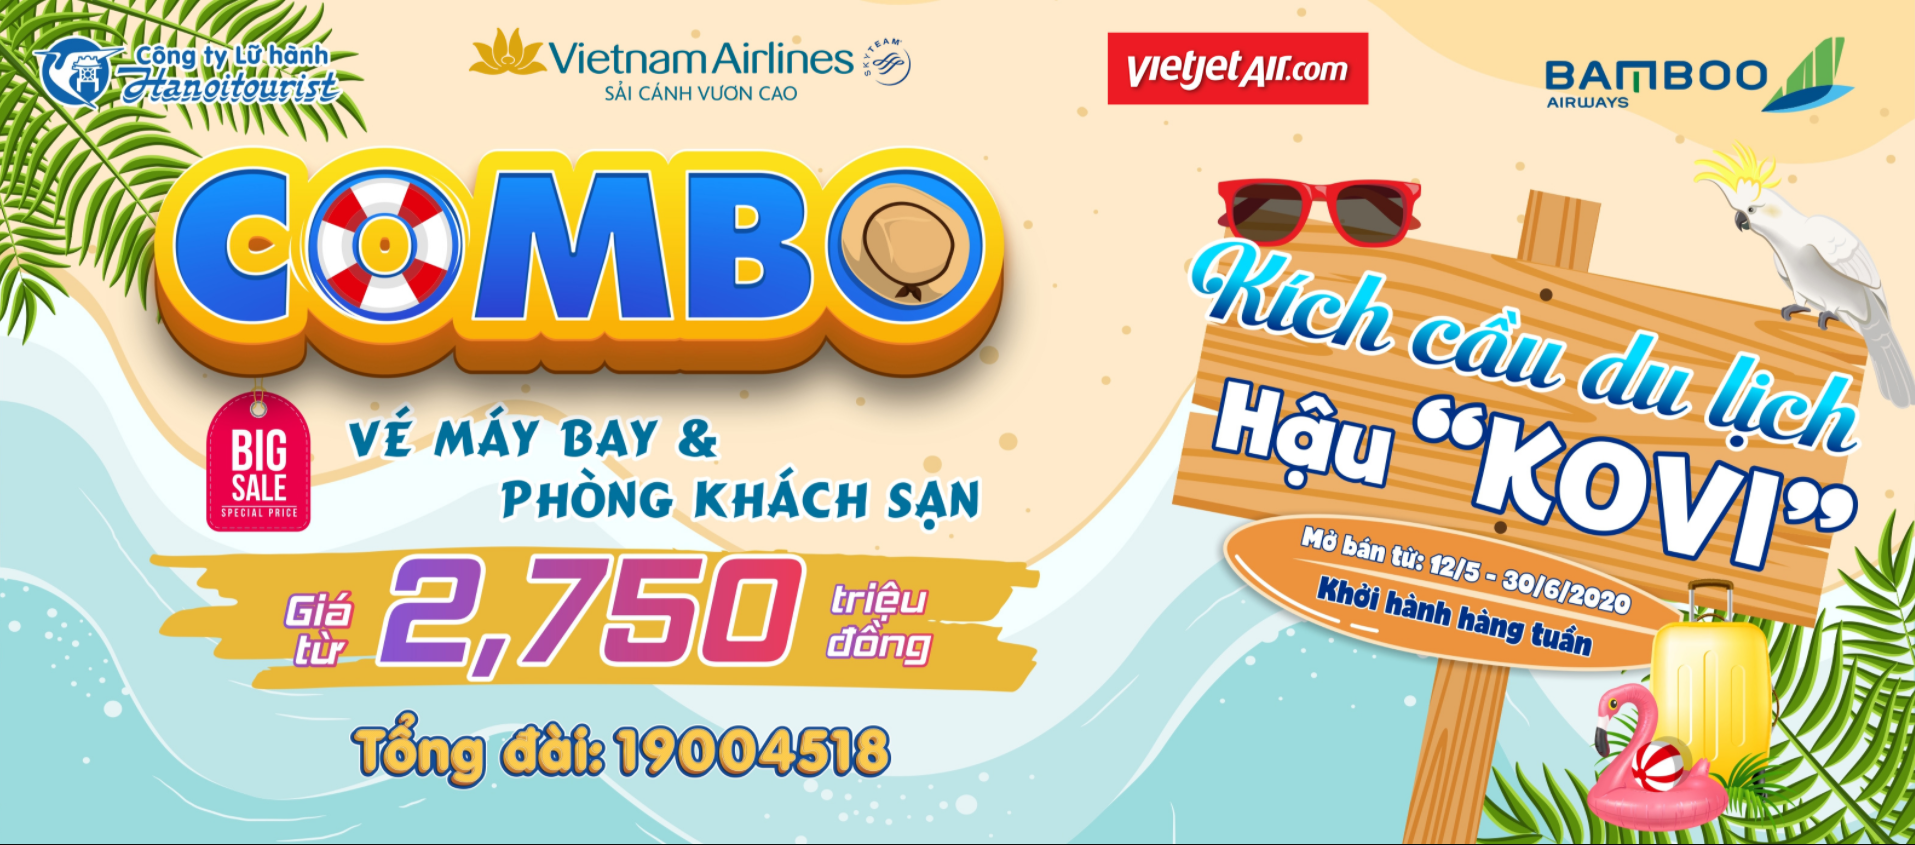 Công ty Lữ hành
Hanoitourist
Vietnam Airlines
SẢI CÁNH VƯƠN CAO
SKYTEAM
vietjetAir.com
BAMBOO
AIRWAYS
COMBO
BIG
SALE
SPECIAL PRICE
VÉ MÁY BAY &
PHÒNG KHÁCH SẠN
Giá
từ
2,750
triệu
đồng
Tổng đài: 19004518
Kích cầu du lịch
Hậu “KOVI”
Mở bán từ: 12/5 - 30/6/2020
Khởi hành hàng tuần